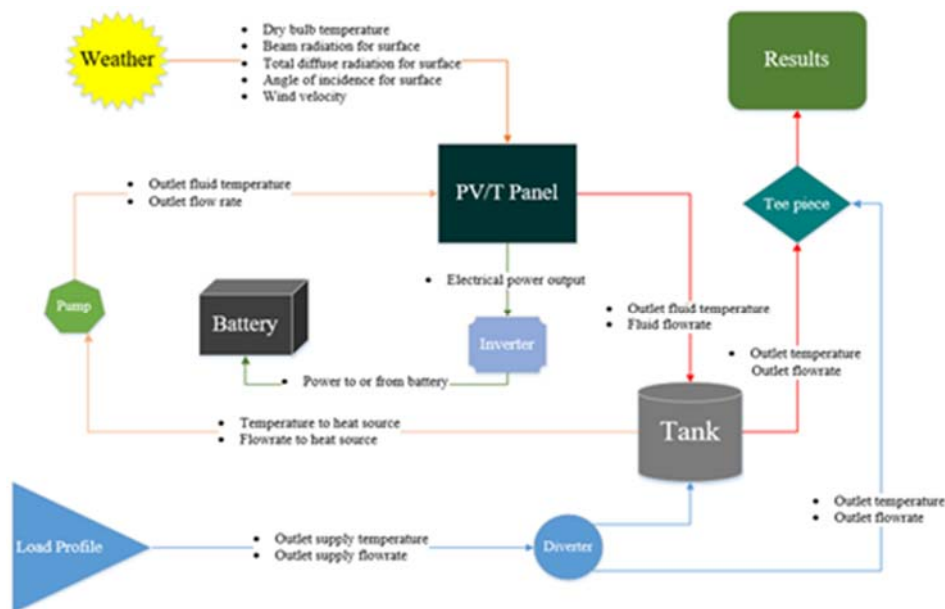 Weather
• Dry bulb temperature
• Beam radiation for surface
• Total diffuse radiation for surface
• Angle of incidence for surface
• Wind velocity
Results
• Outlet fluid temperature
• Outlet flow rate
PV/T Panel
Tee piece
Pump
Battery
• Electrical power output
Inverter
• Outlet fluid temperature
• Fluid flowrate
• Power to or from battery
• Outlet temperature
Outlet flowrate
• Temperature to heat source
• Flowrate to heat source
Tank
• Outlet temperature
• Outlet flowrate
Load Profile
• Outlet supply temperature
• Outlet supply flowrate
Diverter